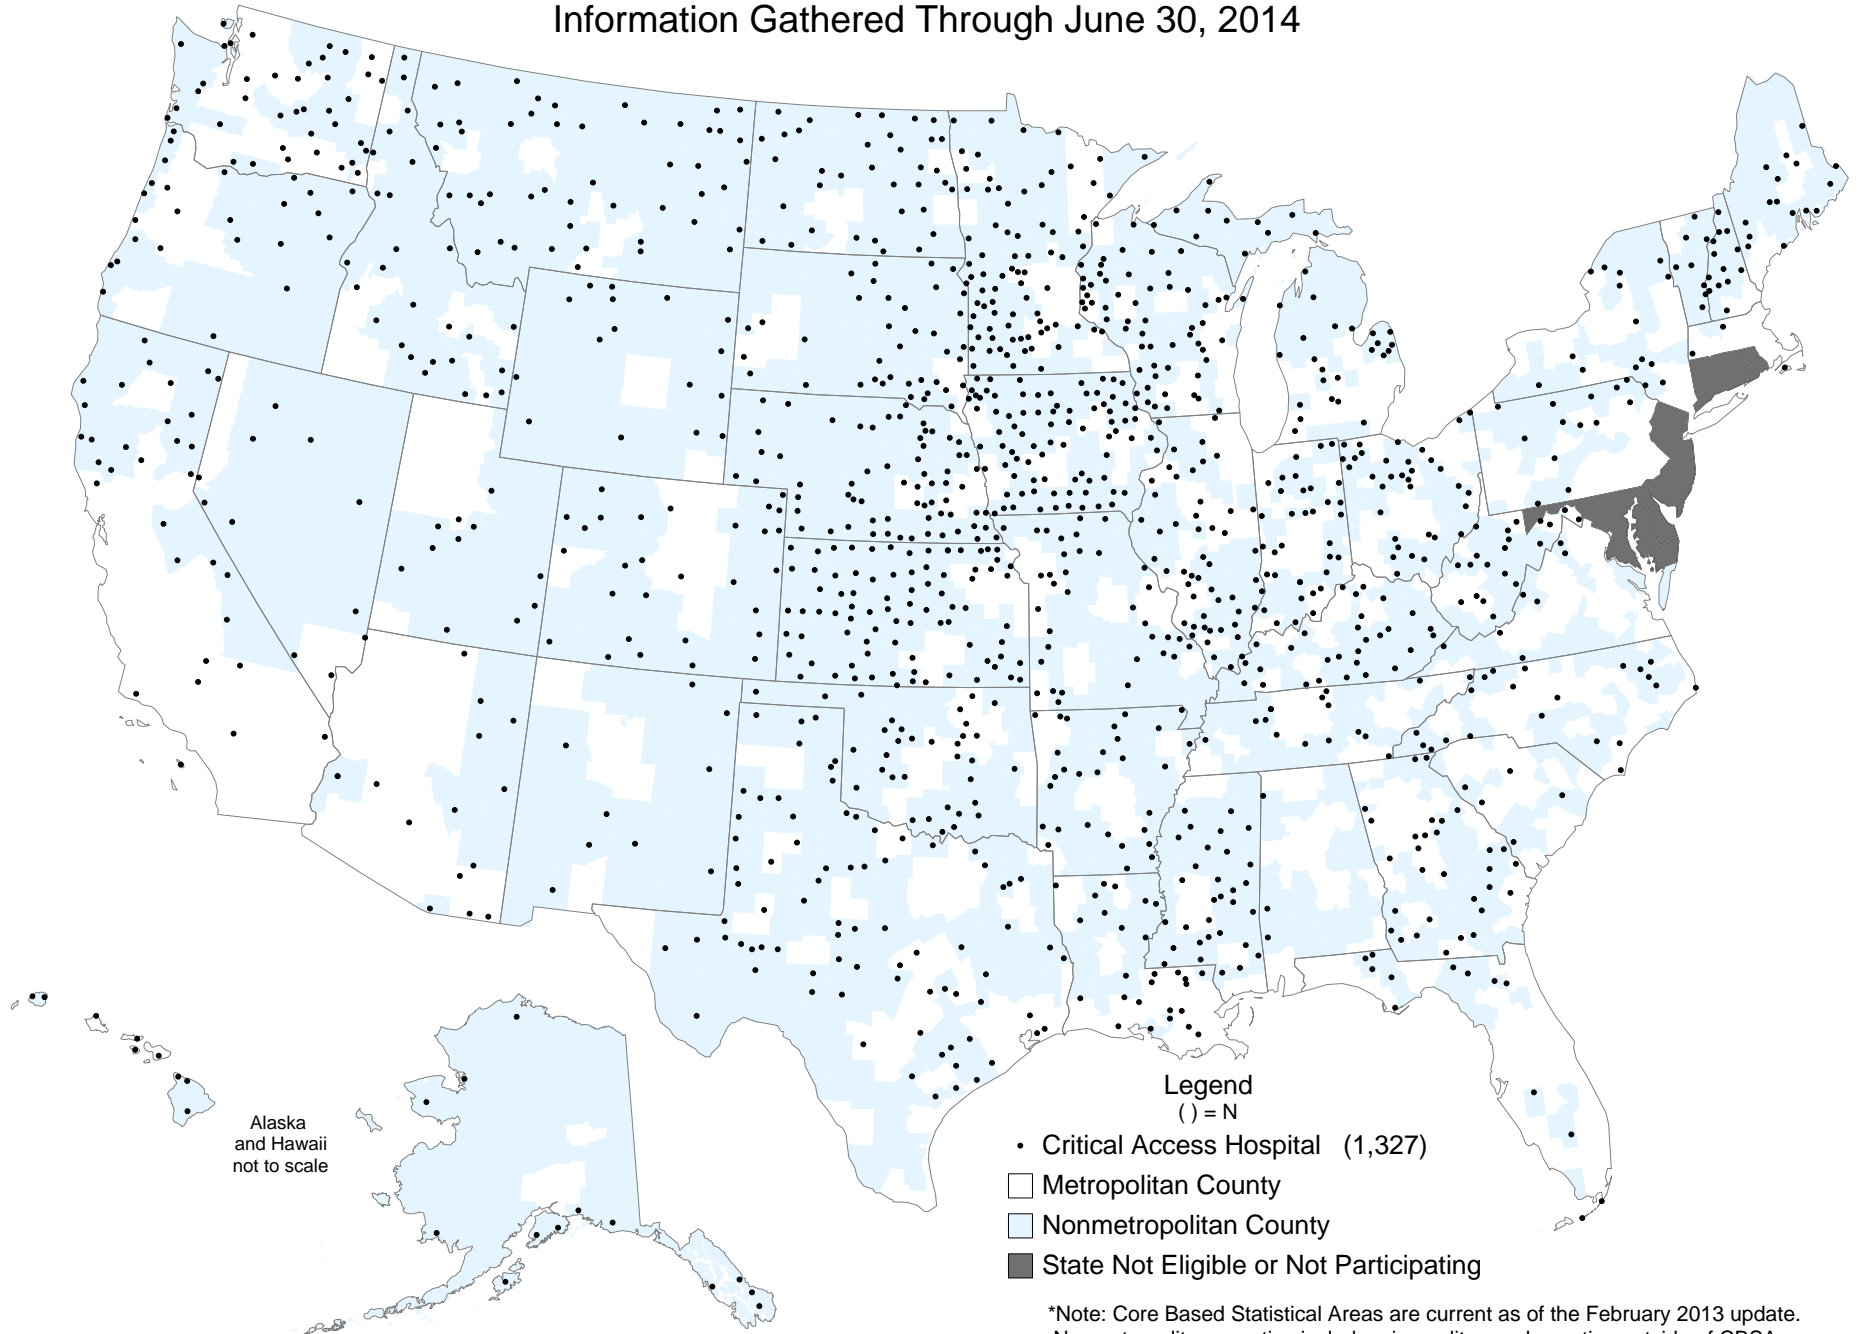 Information Gathered Through June 30, 2014
Alaska
and Hawaii
not to scale
Legend
( ) = N
Critical Access Hospital (1,327)
Metropolitan County
Nonmetropolitan County
State Not Eligible or Not Participating
*Note: Core Based Statistical Areas are current as of the February 2013 update.